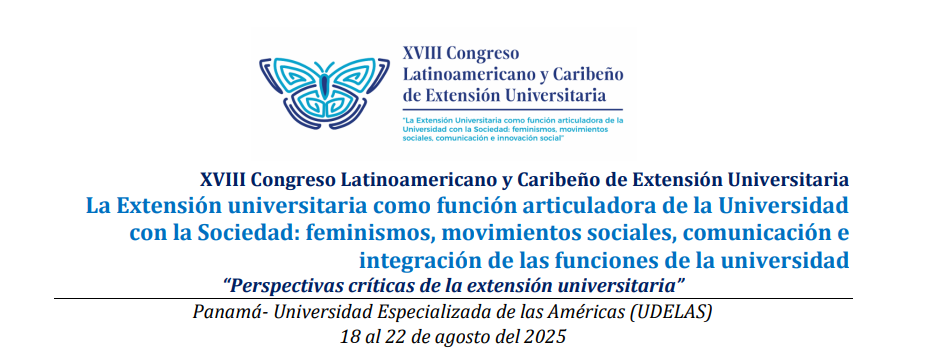 XVIII Congreso
Latinoamericano y Caribeño
de Extensión Universitaria
"La Extensión Universitaria como función articuladora de la
Universidad con la Sociedad: feminismos, movimientos
sociales, comunicación e innovación social"
XVIII Congreso Latinoamericano y Caribeño de Extensión Universitaria
La Extensión universitaria como función articuladora de la Universidad
con la Sociedad: feminismos, movimientos sociales, comunicación e
integración de las funciones de la universidad
“Perspectivas críticas de la extensión universitaria”
Panamá- Universidad Especializada de las Américas (UDELAS)
18 al 22 de agosto del 2025